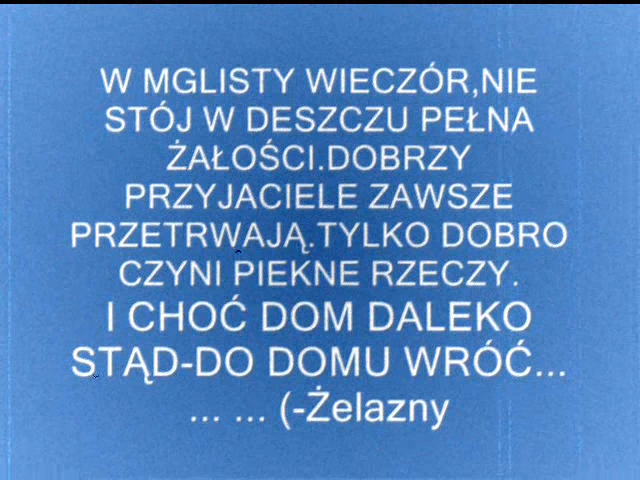 W MGLISTY WIECZÓR,NIE
STÓJ W DESZCZU PEŁNA
ŻAŁOŚCI.DOBRZY
PRZYJACIELE ZAWSZE
PRZETRWAJĄ.TYLKO DOBRO
CZYNI PIEKNE RZECZY.
I CHOĆ DOM DALEKO
STĄD-DO DOMU WRÓĆ...
... ... (-Żelazny